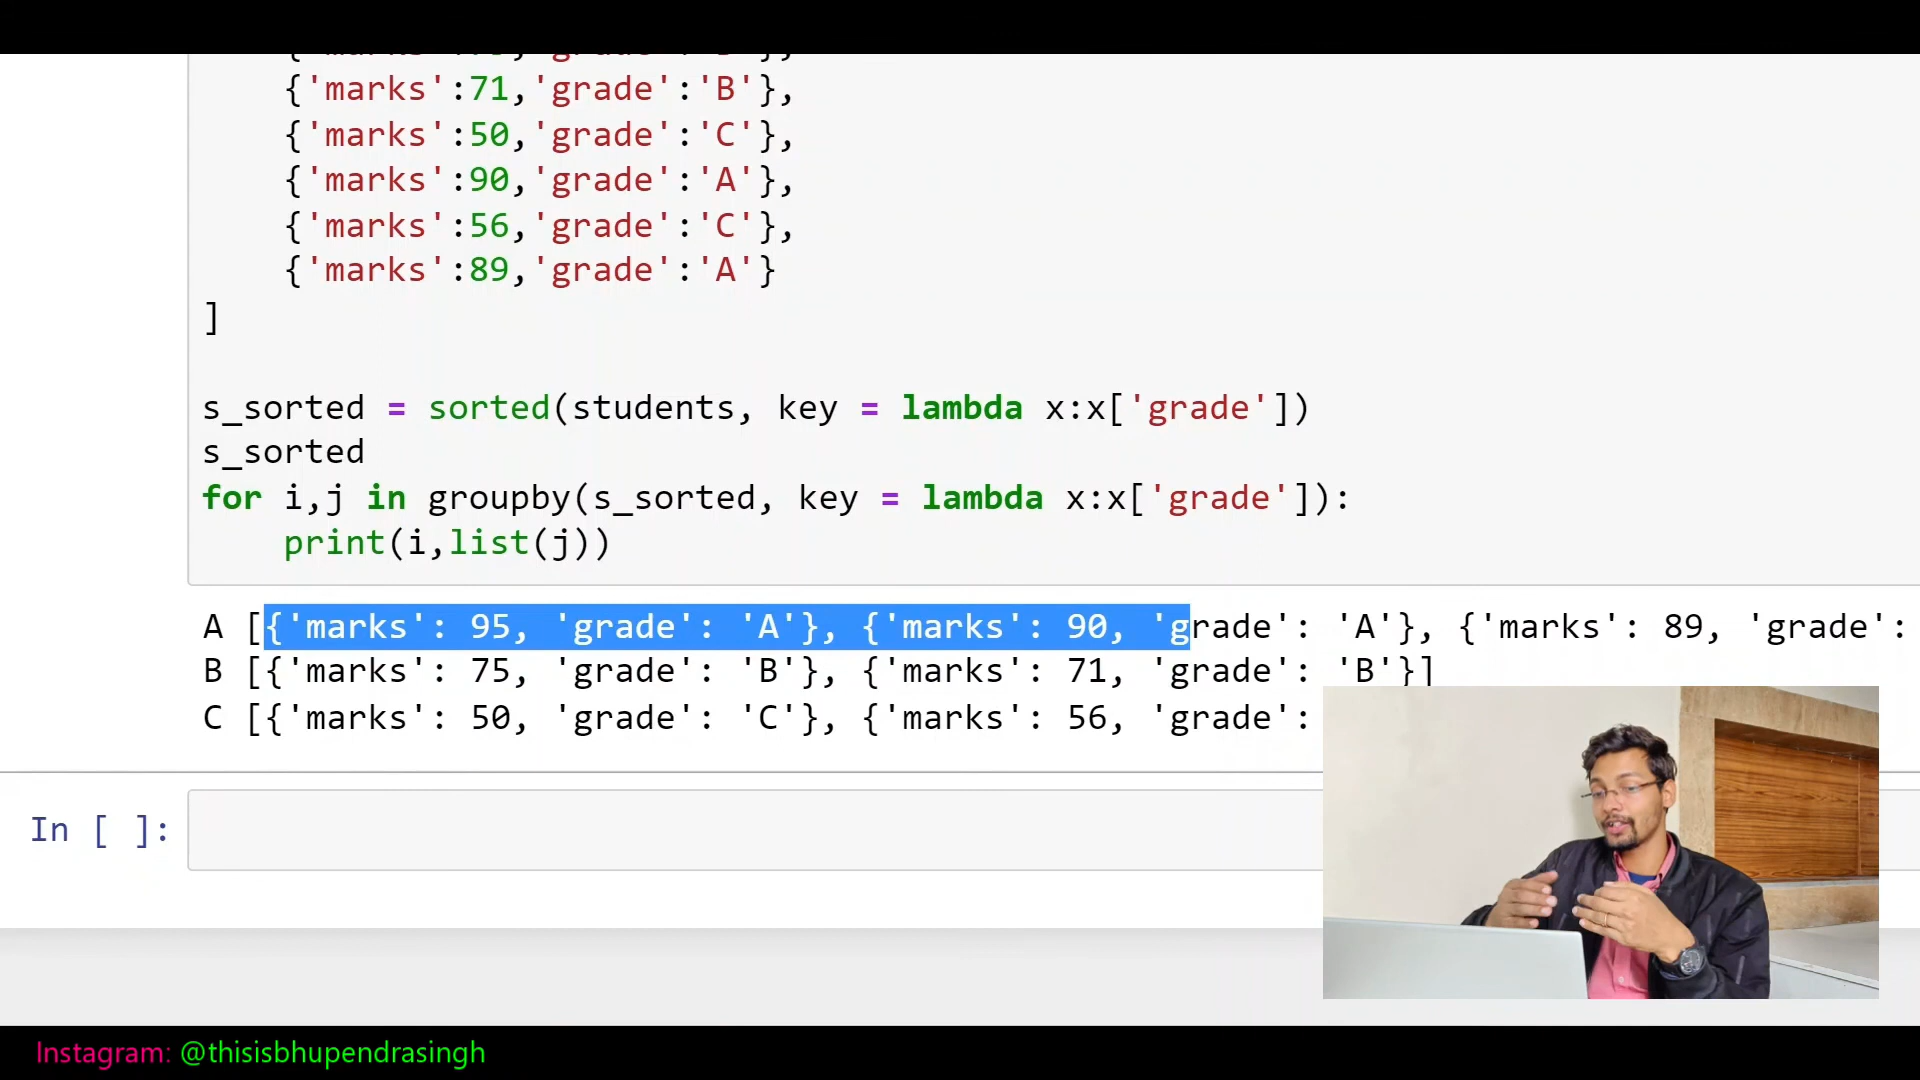 {'marks':71,'grade':'B'},
{'marks':50,'grade':'C'},
{'marks':90,'grade':'A'},
{'marks':56,'grade':'C'},
{'marks':89,'grade':'A'}
]
s_sorted = sorted(students, key = lambda x:x['grade'])
s_sorted
for i,j in groupby(s_sorted, key = lambda x:x['grade']):
    print(i,list(j))
A [{'marks': 95, 'grade': 'A'}, {'marks': 90, 'grade': 'A'}, {'marks': 89, 'grade':
B [{'marks': 75, 'grade': 'B'}, {'marks': 71, 'grade': 'B'}]
C [{'marks': 50, 'grade': 'C'}, {'marks': 56, 'grade':
In [ ]:
Instagram: @thisisbhupendrasingh